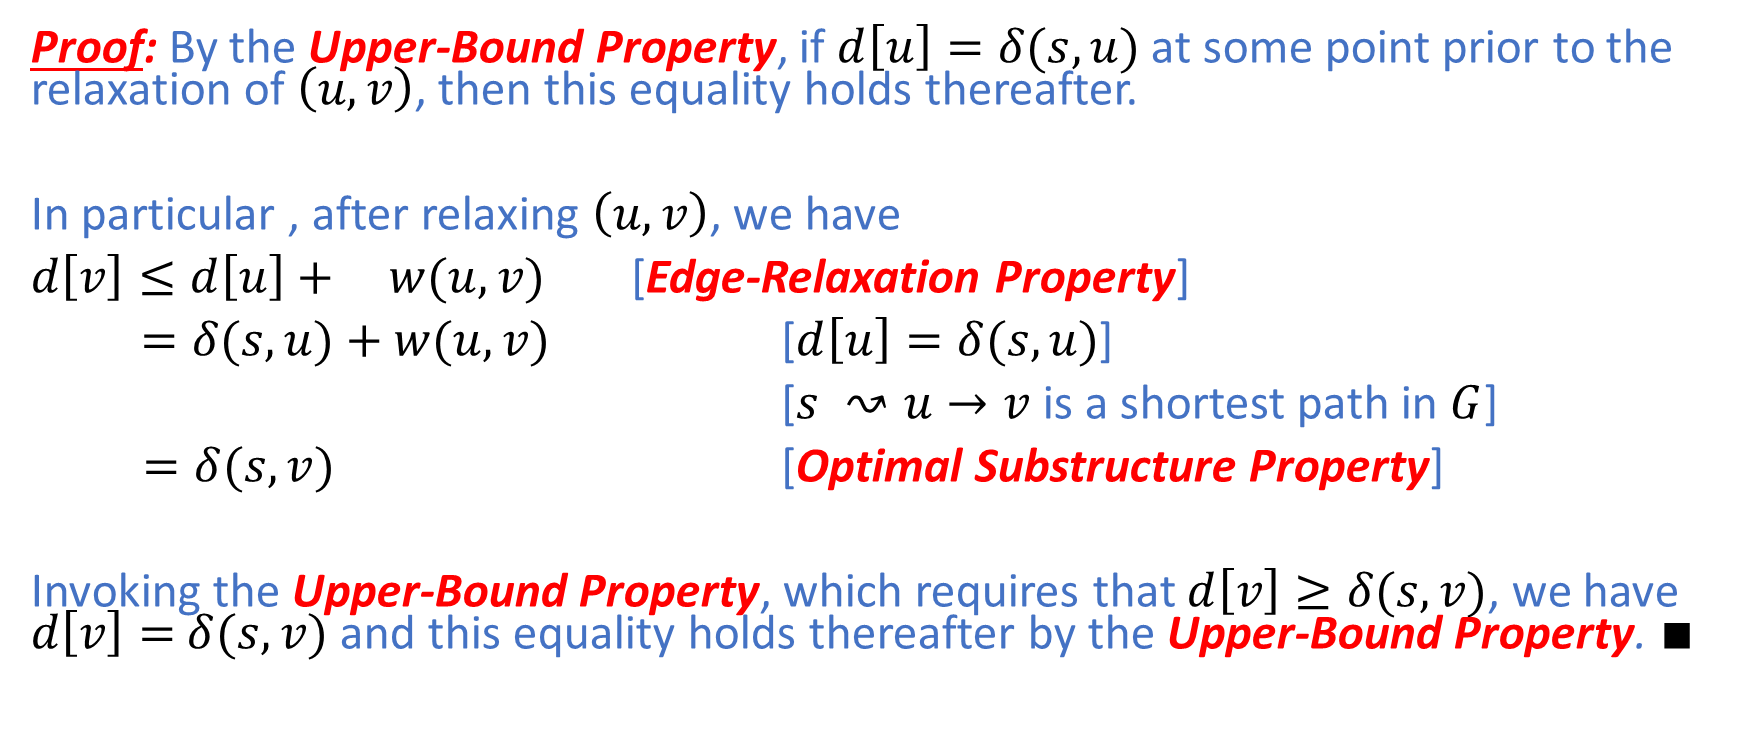 Proof: By the Upper-Bound Property, if d[u] = δ(s, u) at some point prior to the
relaxation of (u, v), then this equality holds thereafter.
In particular , after relaxing (u, v), we have
d[v] ≤ d[u] + w(u, v) [Edge-Relaxation Property]
= δ(s, u) + w(u, v) [d[u] = δ(s, u)]
[s ⤳ u → v is a shortest path in G]
= δ(s, v) [Optimal Substructure Property]
Invoking the Upper-Bound Property, which requires that d[v] ≥ δ(s, v), we have
d[v] = δ(s, v) and this equality holds thereafter by the Upper-Bound Property. ■